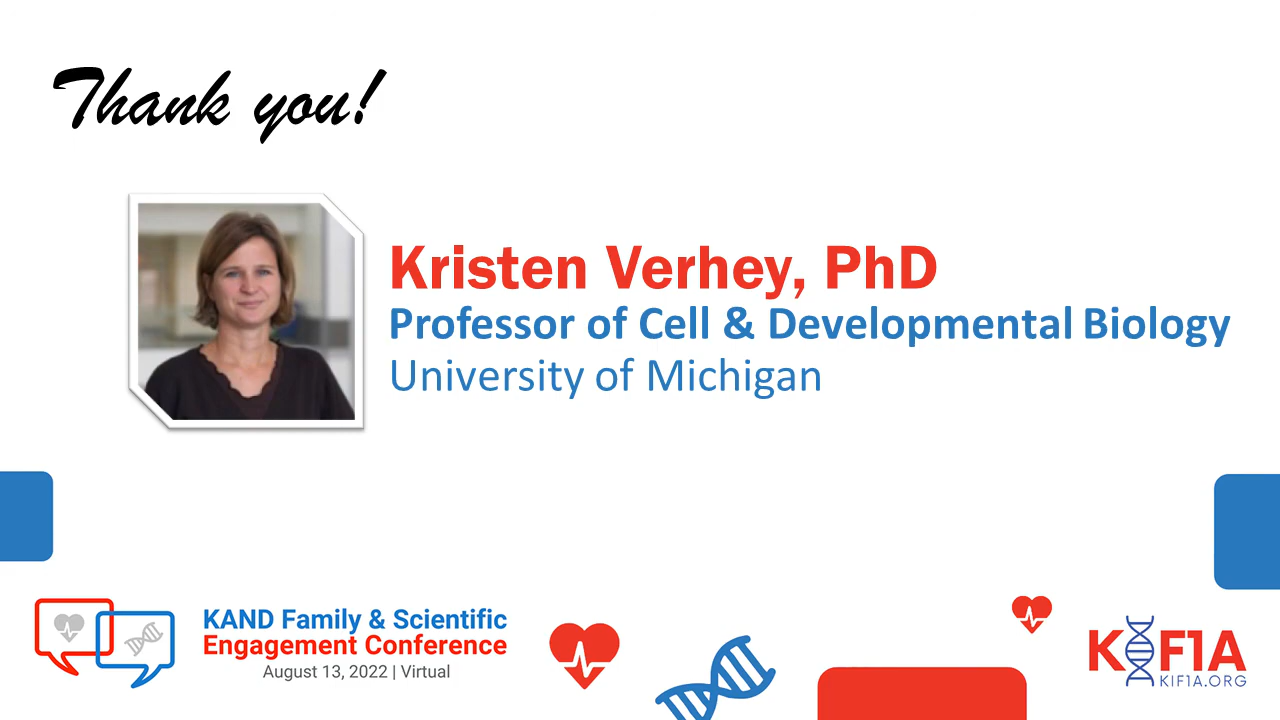 Thank you!
Kristen Verhey, PhD
Professor of Cell & Developmental Biology
University of Michigan
KAND Family & Scientific
Engagement Conference
August 13, 2022 | Virtual
KIF1A
KIF1A.ORG